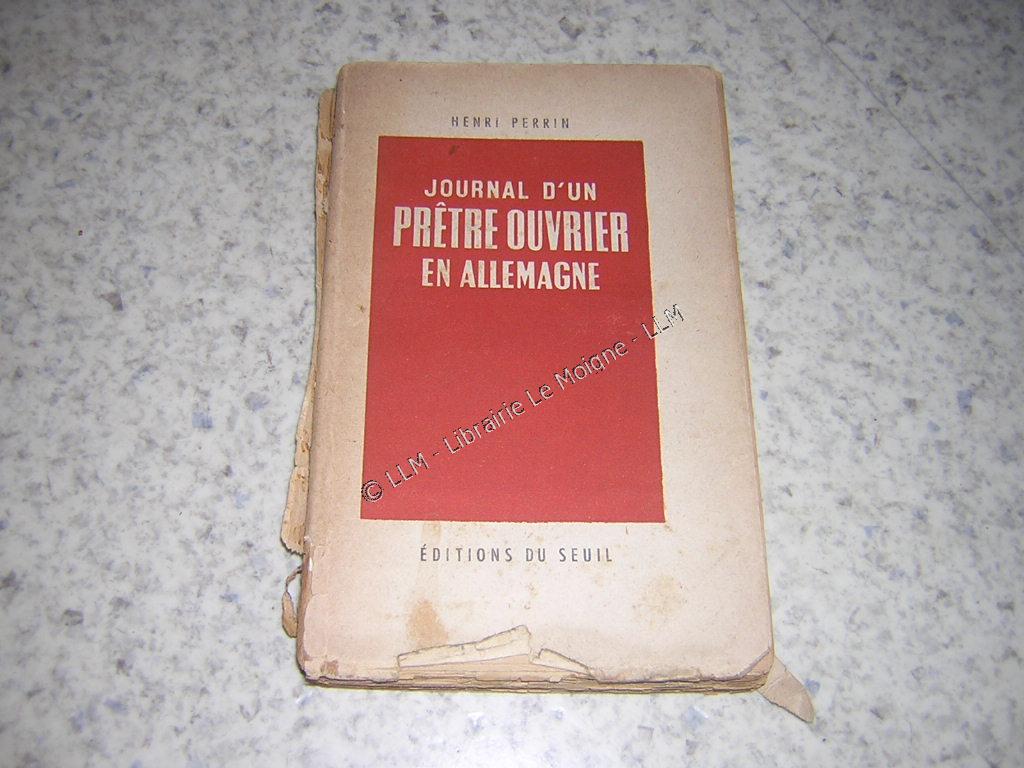 HENRI PERRIN
JOURNAL D'UN
PRÊTRE OUVRIER
EN ALLEMAGNE
© LLM - Librairie Le Moigne - LLM
ÉDITIONS DU SEUIL